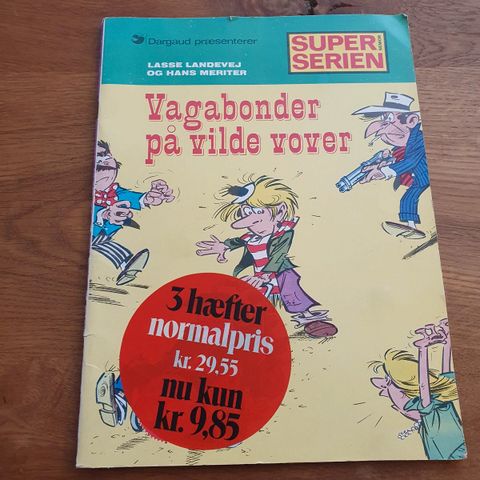 Dargaud præsenterer
LASSE LANDEVEJ
OG HANS MERITER
SUPER
SERIEN
SENIOR
Vagabonder
på vilde vover
3 hæfter
normalpris
kr. 29,55
nu kun
kr. 9,85